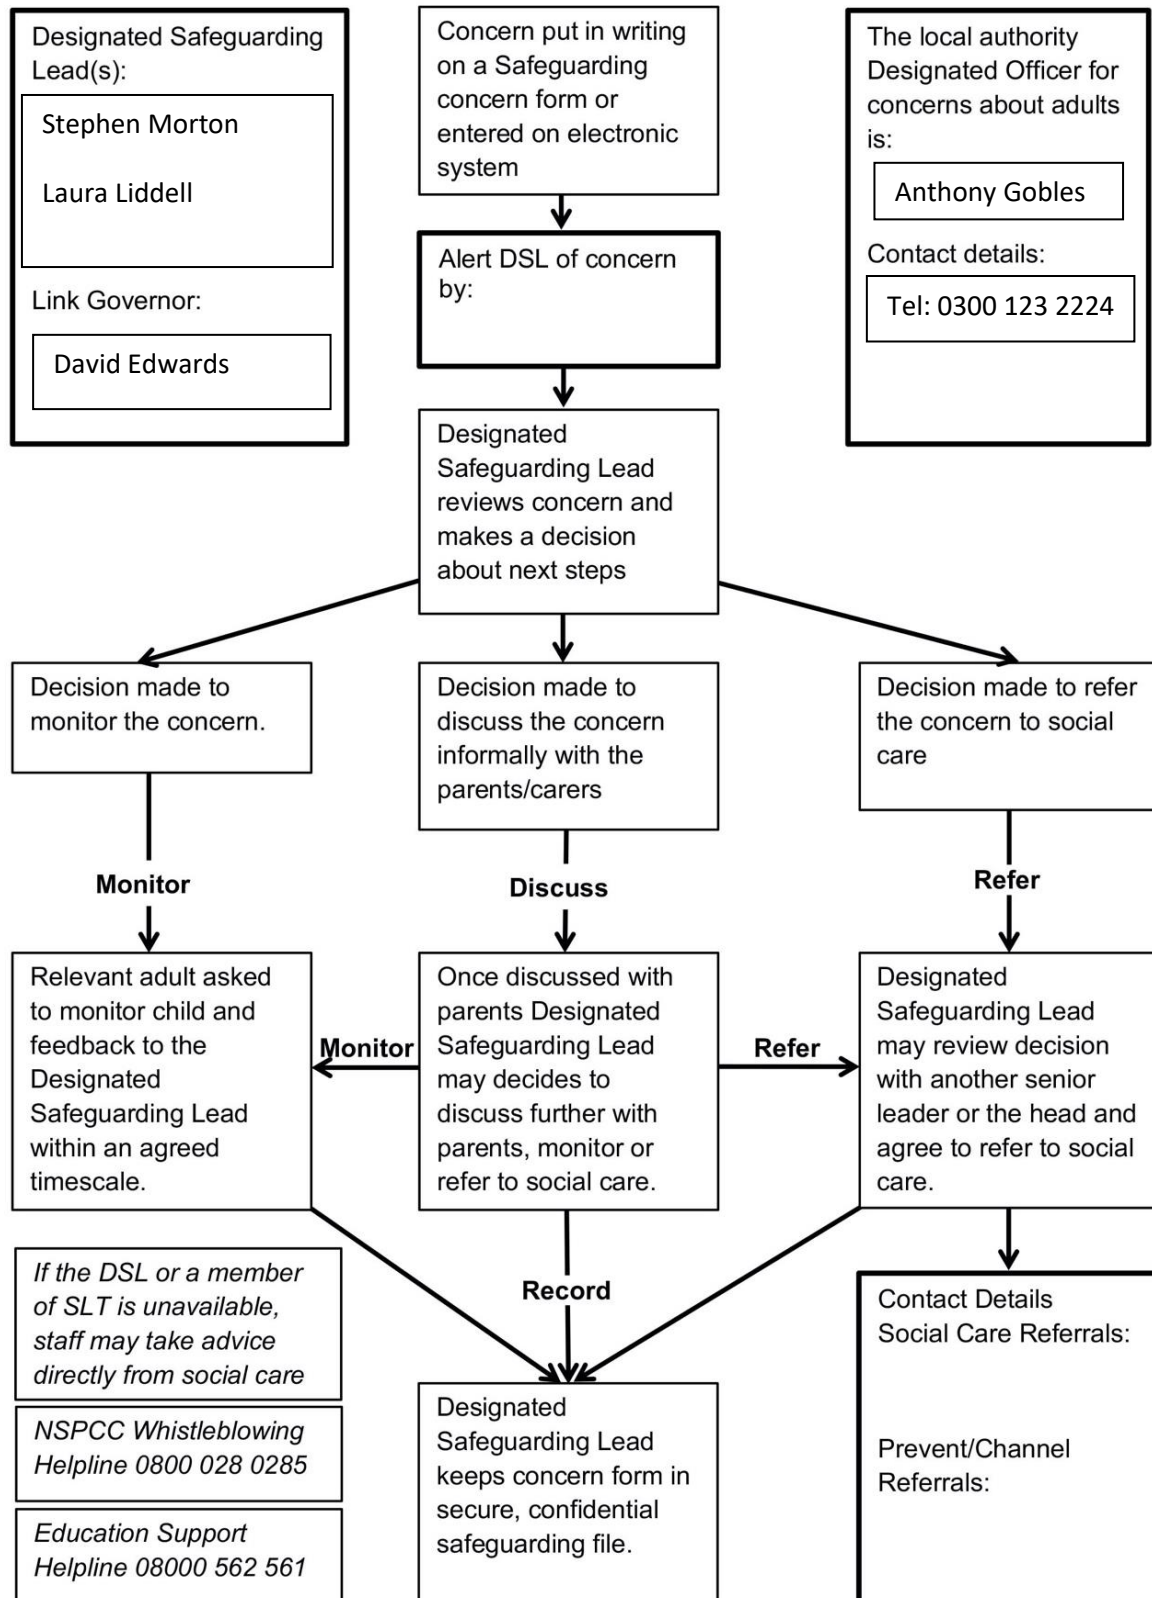 Designated Safeguarding
Lead(s):
Stephen Morton
Laura Liddell
Link Governor:
David Edwards
Concern put in writing
on a Safeguarding
concern form or
entered on electronic
system
The local authority
Designated Officer for
concerns about adults
is:
Anthony Gobles
Contact details:
Tel: 0300 123 2224
Alert DSL of concern
by:
Designated
Safeguarding Lead
reviews concern and
makes a decision
about next steps
Decision made to
monitor the concern.
Decision made to
discuss the concern
informally with the
parents/carers
Decision made to refer
the concern to social
care
Monitor
Discuss
Refer
Relevant adult asked
to monitor child and
feedback to the
Designated
Safeguarding Lead
within an agreed
timescale.
Monitor
Once discussed with
parents Designated
Safeguarding Lead
may decides to
discuss further with
parents, monitor or
refer to social care.
Refer
Designated
Safeguarding Lead
may review decision
with another senior
leader or the head and
agree to refer to social
care.
If the DSL or a member
of SLT is unavailable,
staff may take advice
directly from social care
NSPCC Whistleblowing
Helpline 0800 028 0285
Education Support
Helpline 08000 562 561
Record
Designated
Safeguarding Lead
keeps concern form in
secure, confidential
safeguarding file.
Contact Details
Social Care Referrals:
Prevent/Channel
Referrals: